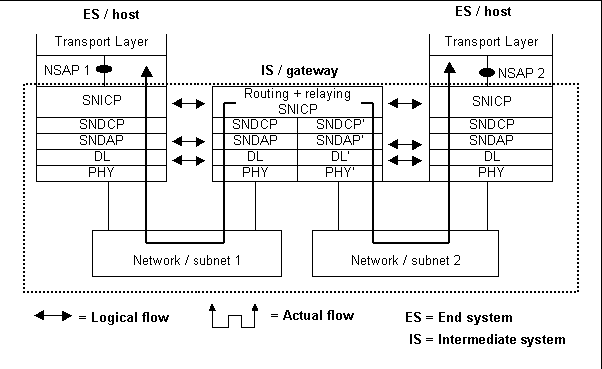 ES / host
ES / host
Transport Layer
Transport Layer
NSAP 1
IS / gateway
NSAP 2
SNICP
Routing + relaying
SNICP
SNICP
SNDCP
SNDCP
SNDCP'
SNDCP
SNDAP
SNDAP
SNDAP'
SNDAP
DL
DL
DL'
DL
PHY
PHY
PHY'
PHY
Network / subnet 1
Network / subnet 2
= Logical flow
= Actual flow
ES = End system
IS = Intermediate system